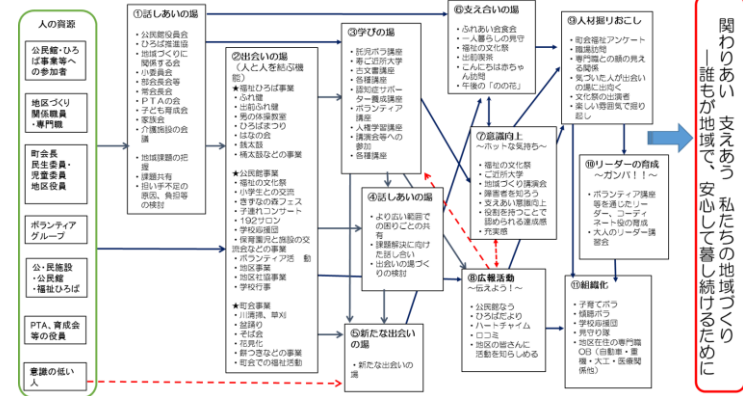 人の資源
公民館・ひろ
ば事業等へ
の参加者
地区づくり
関係職員
・専門職
町会長
民生委員・
児童委員
地区役員
ボランティア
グループ
公・民施設
・公民館
・福祉ひろば
PTA、育成会
等の役員
意識の低い
人
①話しあいの場
・公民館役員会
・ひろば推進協
・地域づくりに
関係する会
・小委員会
・部会長会等
・常会長会
・PTAの会
・子ども育成会
・家族会
・介護施設の会
議
・地域課題の把
握
・課題共有
・担い手不足の
原因、負担等
の検討
②出会いの場
(人と人を結ぶ機
能)
★福祉ひろば事業
・ふれ健
・出前ふれ健
・男の体操教室
・ひろばまつり
・はなの会
・銭太鼓
・桶太鼓などの事業
★公民館事業
・福祉の文化祭
・小学生との交流
・きずなの森フェス
・子連れコンサート
・192サロン
・学校応援団
・保育園児と施設の交
流会などの事業
・ボランティア活 動
・地区事業
・地区社協事業
・学校行事
★町会事業
・川清掃、草刈
・盆踊り
・そば会
・花見化
・餅つきなどの事業
・町会での福祉活動
③学びの場
・託児ボラ講座
・寿ご近所大学
・古文書講座
・各種講座
・認知症サポー
ター養成講座
・ボランティア
講座
・人権学習講座
・講演会等への
参加
・各種講座
④話しあいの場
・より広い範囲で
の困りごとの共
有
・課題解決に向け
た話し合い
・出会いの場づく
りの検討
⑤新たな出会い
の場
・新たな出会いの
場
⑥支え合いの場
・ふれあい会食会
・一人暮らしの見守
・福祉の文化祭
・出前喫茶
・こんにちは赤ちゃ
ん訪問
・午後の「のの花」
⑦意識向上
~ホットな気持ち~
・福祉の文化祭
・ご近所大学
・地域づくり講演会
・障害者を知ろう
・支えあい意識向上
・役割を持つことで
認められる達成感
・充実感
⑧広報活動
~伝えよう!~
・公民館なう
・ひろばだより
・ハートチャイム
・口コミ
・地区の皆さんに
活動を知らしめる
⑨人材掘りおこし
・町会福祉アンケート
・職場訪問
・専門職との顔の見え
る関係
・気づいた人が出会い
の場に出向く
・文化祭の出演者
・楽しい雰囲気で掘り
起し
⑩リーダーの育成
~ガンバ!!~
・ボランティア講座
等を通じたリー
ダー、コーディ
ネート役の育成
・大人のリーダー講
習会
⑪組織化
・子育てボラ
・傾聴ボラ
・学校応援団
・見守り隊
・地区在住の専門職
OB(自動車・重
機・大工・医療関
係他)
関わりあい 支えあう 私たちの地域づくり
―誰もが地域で、安心して暮し続けるために